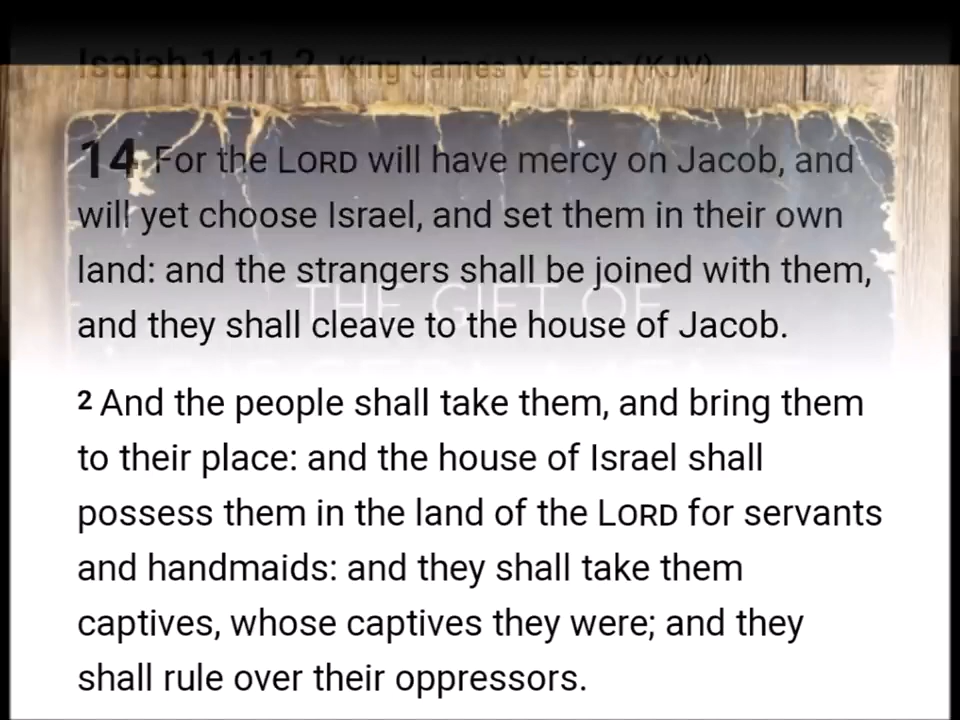 Isaiah 14:1-2 King James Version (KJV)
14 For the LORD will have mercy on Jacob, and
will yet choose Israel, and set them in their own
land: and the strangers shall be joined with them,
THE GIFT OF
and they shall cleave to the house of Jacob.
2 And the people shall take them, and bring them
to their place: and the house of Israel shall
possess them in the land of the LORD for servants
and handmaids: and they shall take them
captives, whose captives they were; and they
shall rule over their oppressors.